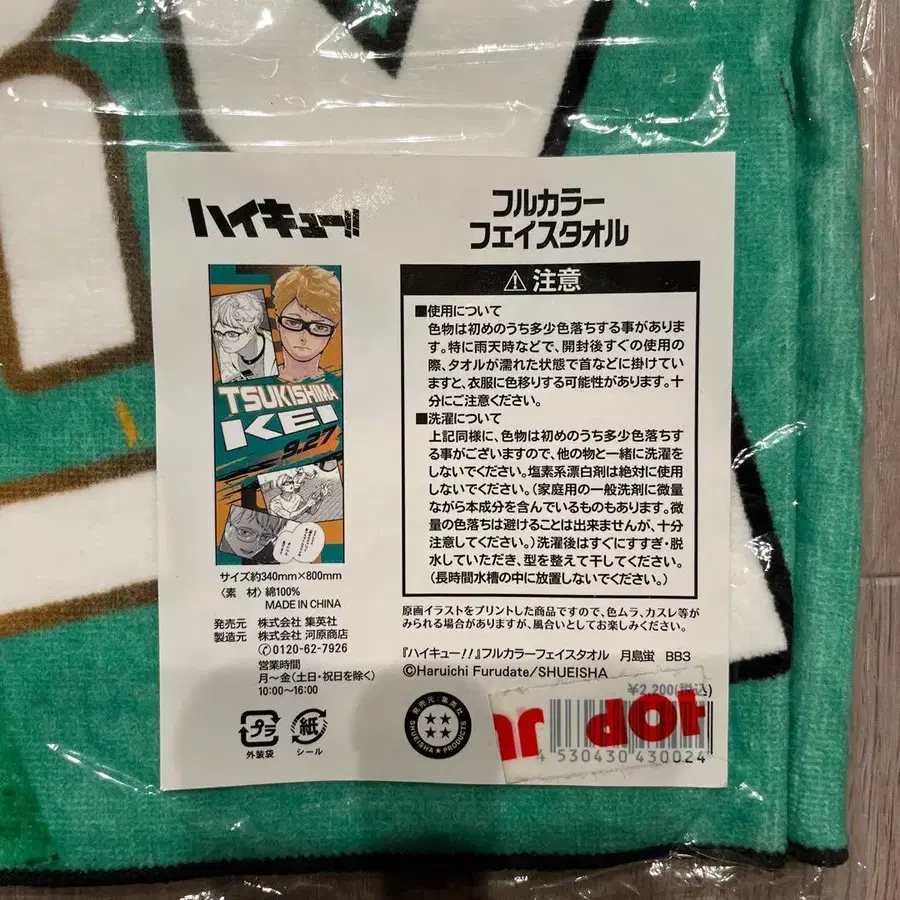 ハイキュー!!
フルカラー
フェイスタオル
TSUKISHIMA
KEI
9.27
サイズ約340mm×800mm
〈素　材〉綿100%
MADE IN CHINA
発売元　株式会社 集英社
製造元　株式会社 河原商店
0120-62-7926
営業時間
月〜金(土日・祝日を除く)
10:00〜16:00
プラ
外装袋
紙
シール
⚠注意
■使用について
色物は初めのうち多少色落ちする事がありま
す。特に雨天時などで、開封後すぐの使用の
際、タオルが濡れた状態で首などに掛けてい
ますと、衣服に色移りする可能性があります。十
分にご注意ください。
■洗濯について
上記同様に、色物は初めのうち多少色落ちす
る事がございますので、他の物と一緒に洗濯を
しないでください。塩素系漂白剤は絶対に使用
しないでください。(家庭用の一般洗剤に微量
ながら本成分を含んでいるものもあります。微
量の色落ちは避けることは出来ませんが、十分
注意してください。)洗濯後はすぐにすすぎ・脱
水していただき、型を整えて干してください。
(長時間水槽の中に放置しないでください。)
原画イラストをプリントした商品ですので、色ムラ、カスレ等が
みられる場合がありますが、風合いとしてお楽しみください。
『ハイキュー!!』フルカラーフェイスタオル　月島蛍　BB3
©Haruichi Furudate/SHUEISHA
¥2,200(税込)
発売元:集英社
SHUEISHA★PRODUCTS
4 530430 430024